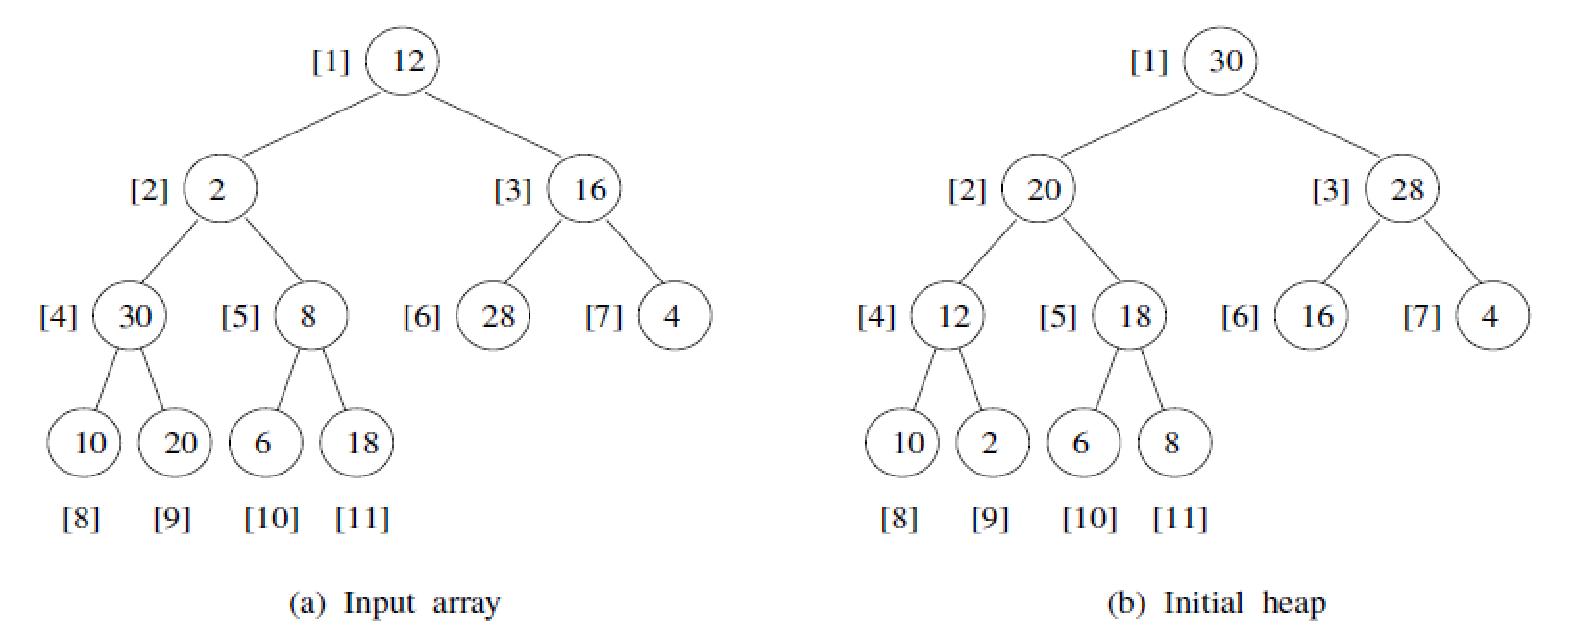 [1] 12 [1] 30
[2] 2 [3] 16 [2] 20 [3] 28
[4] 30 [5] 8 [6] 28 [7] 4 [4] 12 [5] 18 [6] 16 [7] 4
10 20 6 18 10 2 6 8
[8] [9] [10] [11] [8] [9] [10] [11]
(a) Input array (b) Initial heap